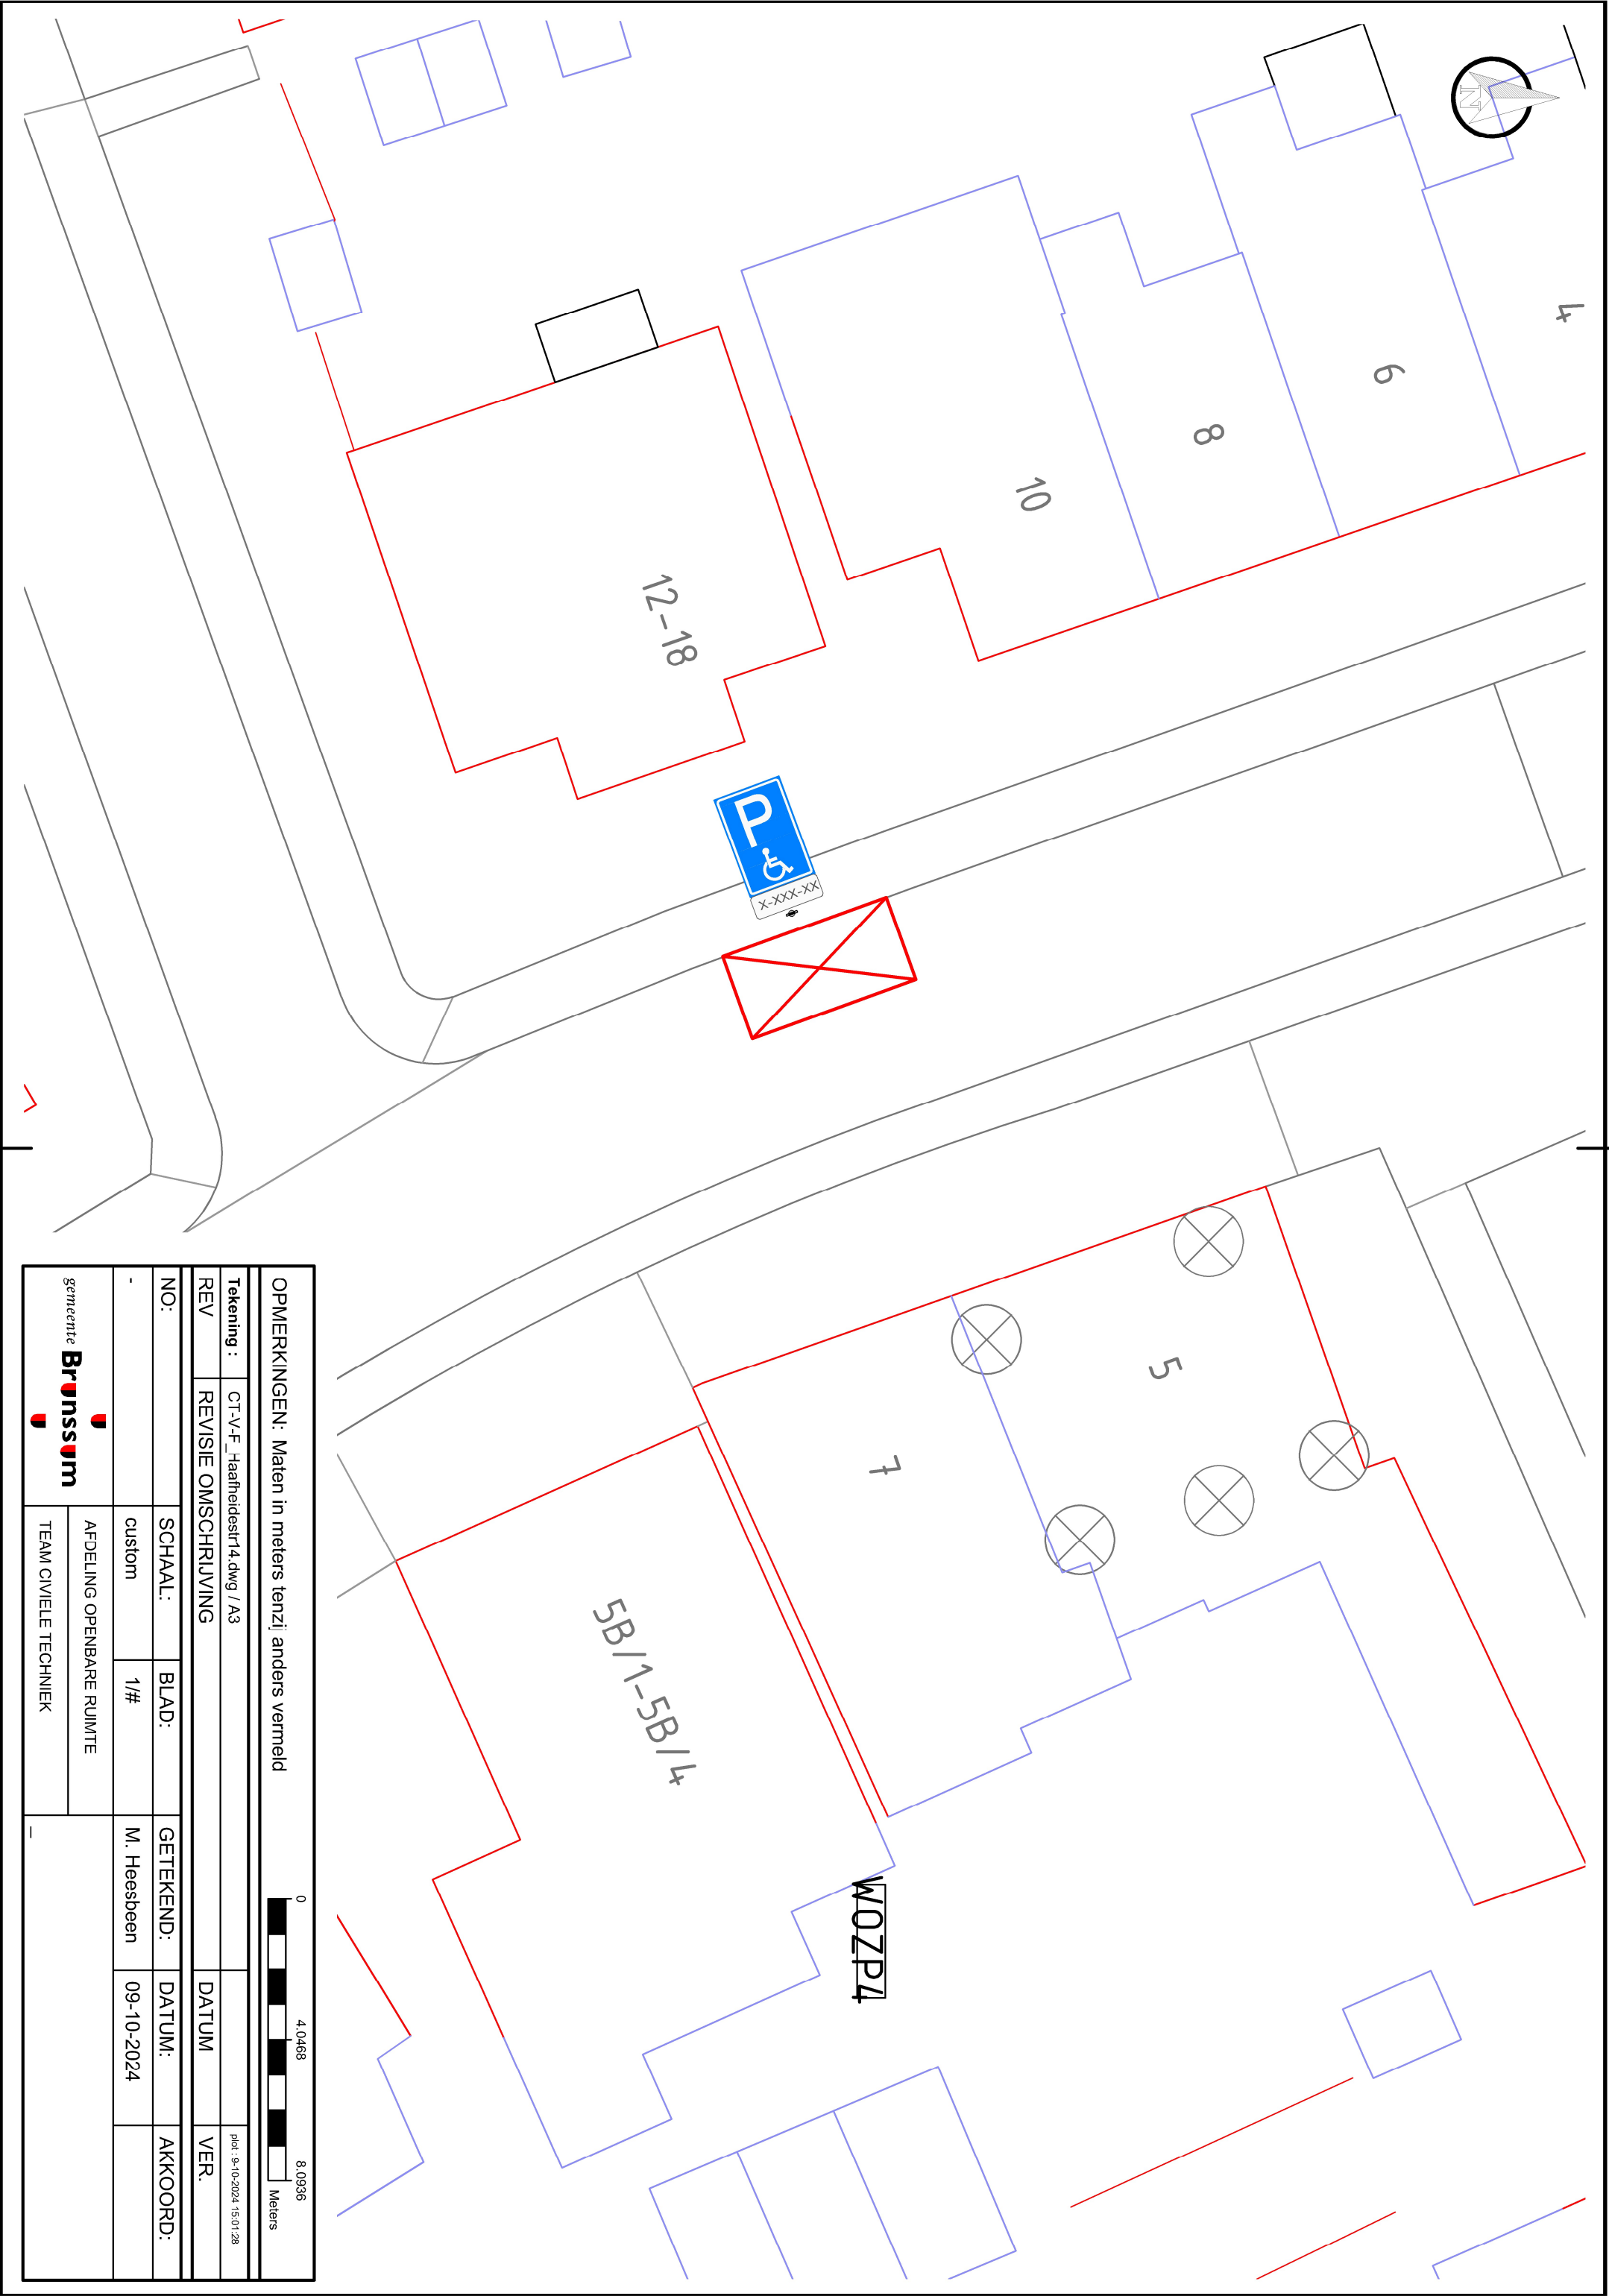 N
4
6
8
10
12-18
P
X-XXX-XX
5
7
5B/1-5B/4
WOZP4
0 4.0468 8.0936
Meters
OPMERKINGEN: Maten in meters tenzij anders vermeld
Tekening : CT-V-F_Haafheidestr14.dwg / A3 plot : 9-10-2024 15:01:28
REV REVISIE OMSCHRIJVING DATUM VER.
NO: SCHAAL: BLAD: GETEKEND: DATUM: AKKOORD:
- custom 1/# M. Heesbeen 09-10-2024
gemeente Brunssum
AFDELING OPENBARE RUIMTE
TEAM CIVIELE TECHNIEK
_